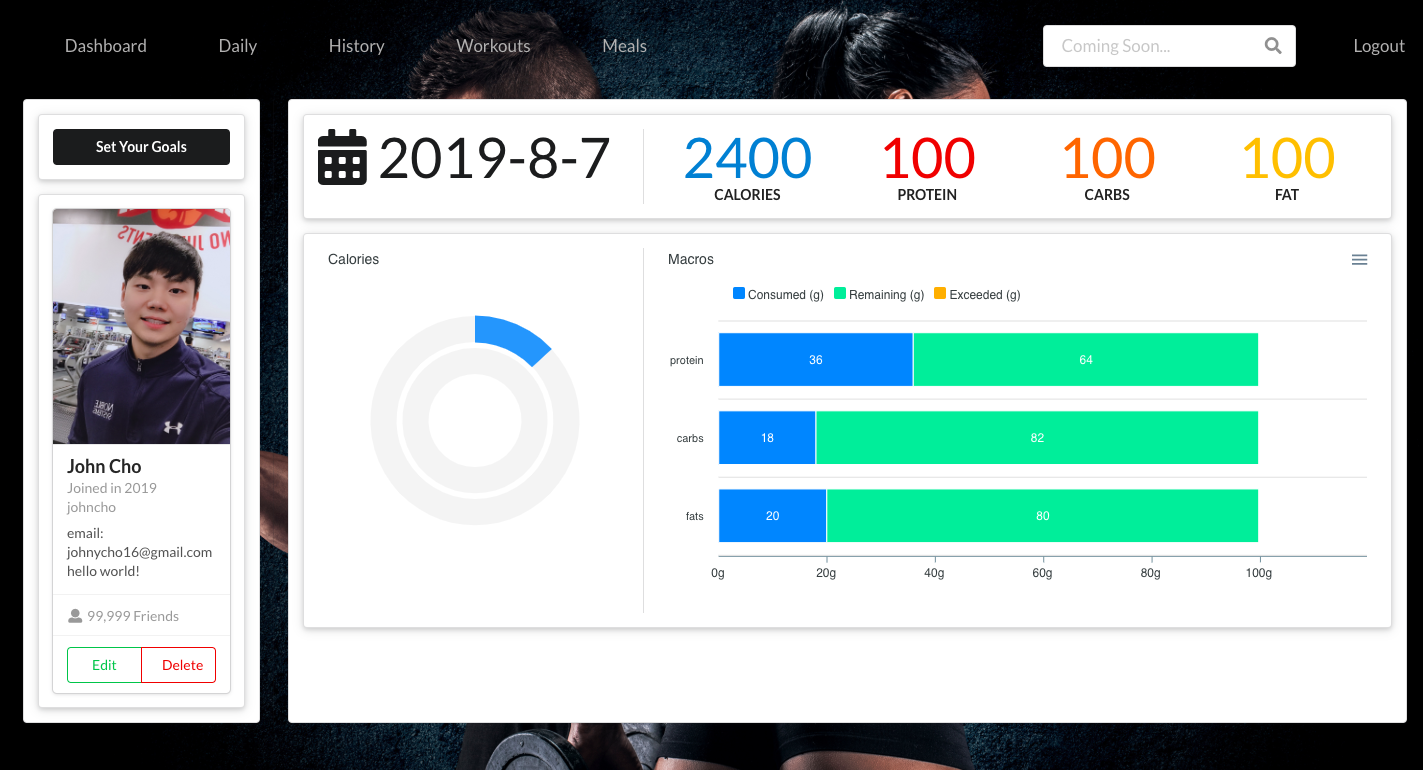 Dashboard Daily History Workouts Meals Coming Soon... Logout
Set Your Goals
John Cho
Joined in 2019
johncho
email:
johnycho16@gmail.com
hello world!
99,999 Friends
Edit Delete
2019-8-7
2400 100 100 100
CALORIES PROTEIN CARBS FAT
Calories
Macros
Consumed (g) Remaining (g) Exceeded (g)
protein 36 64
carbs 18 82
fats 20 80
0g 20g 40g 60g 80g 100g